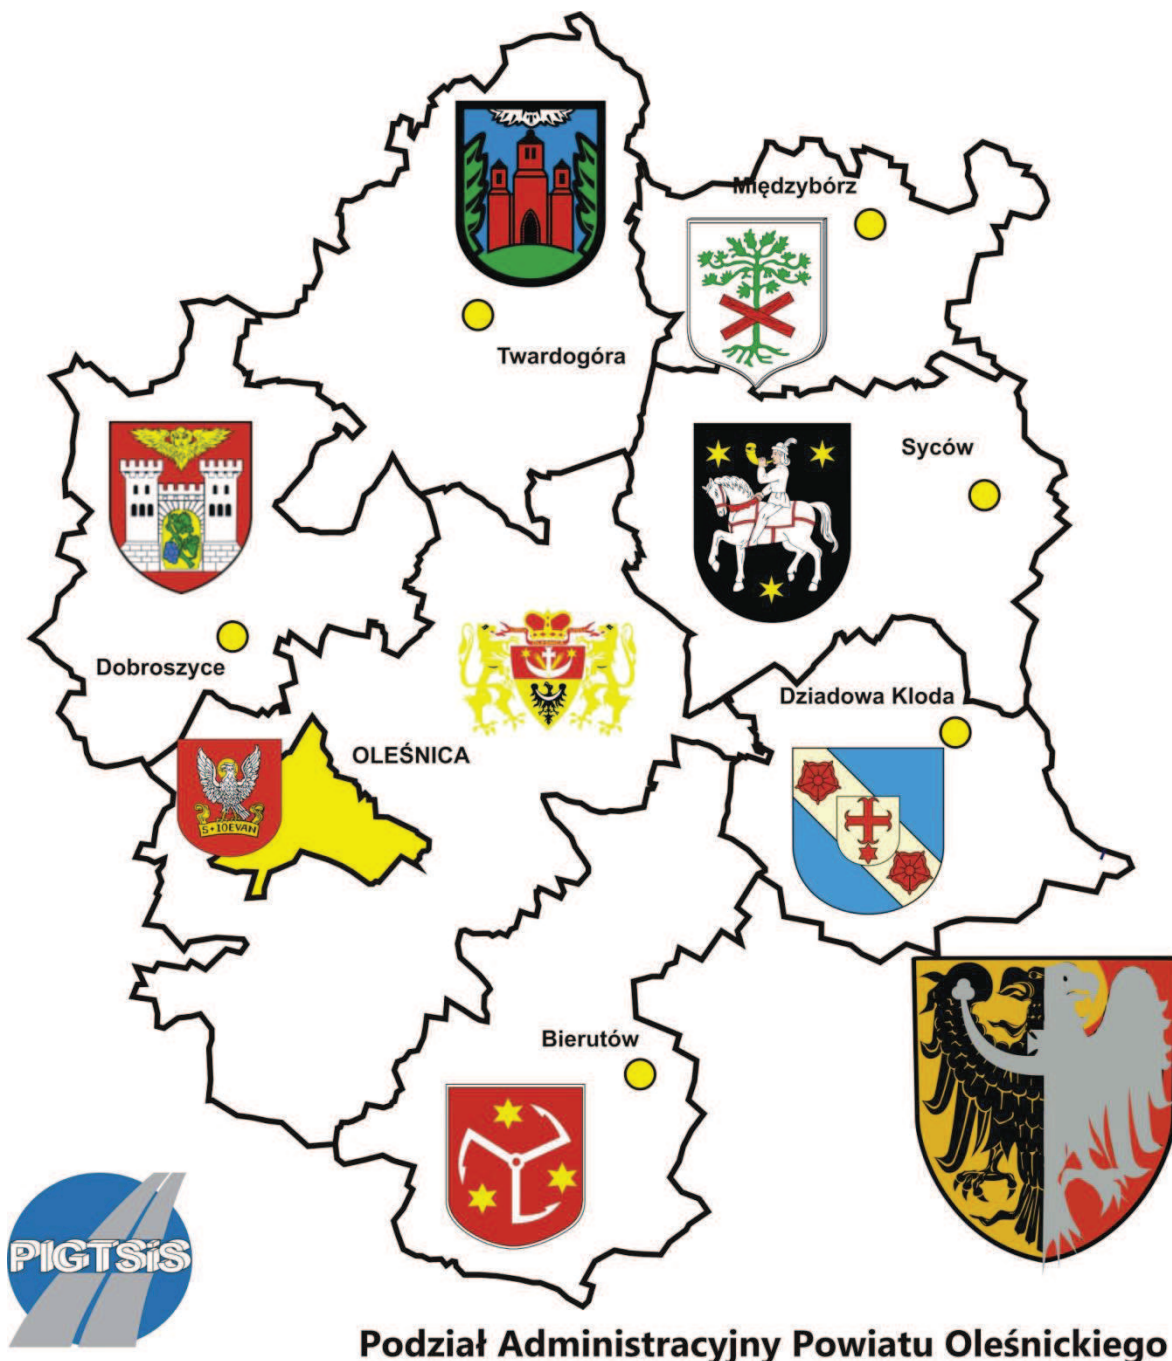 Międzybórz
Twardogóra
Syców
Dobroszyce
Dziadowa Kloda
OLEŚNICA
S•IOEVAN
Bierutów
PIGTSiS
Podział Administracyjny Powiatu Oleśnickiego